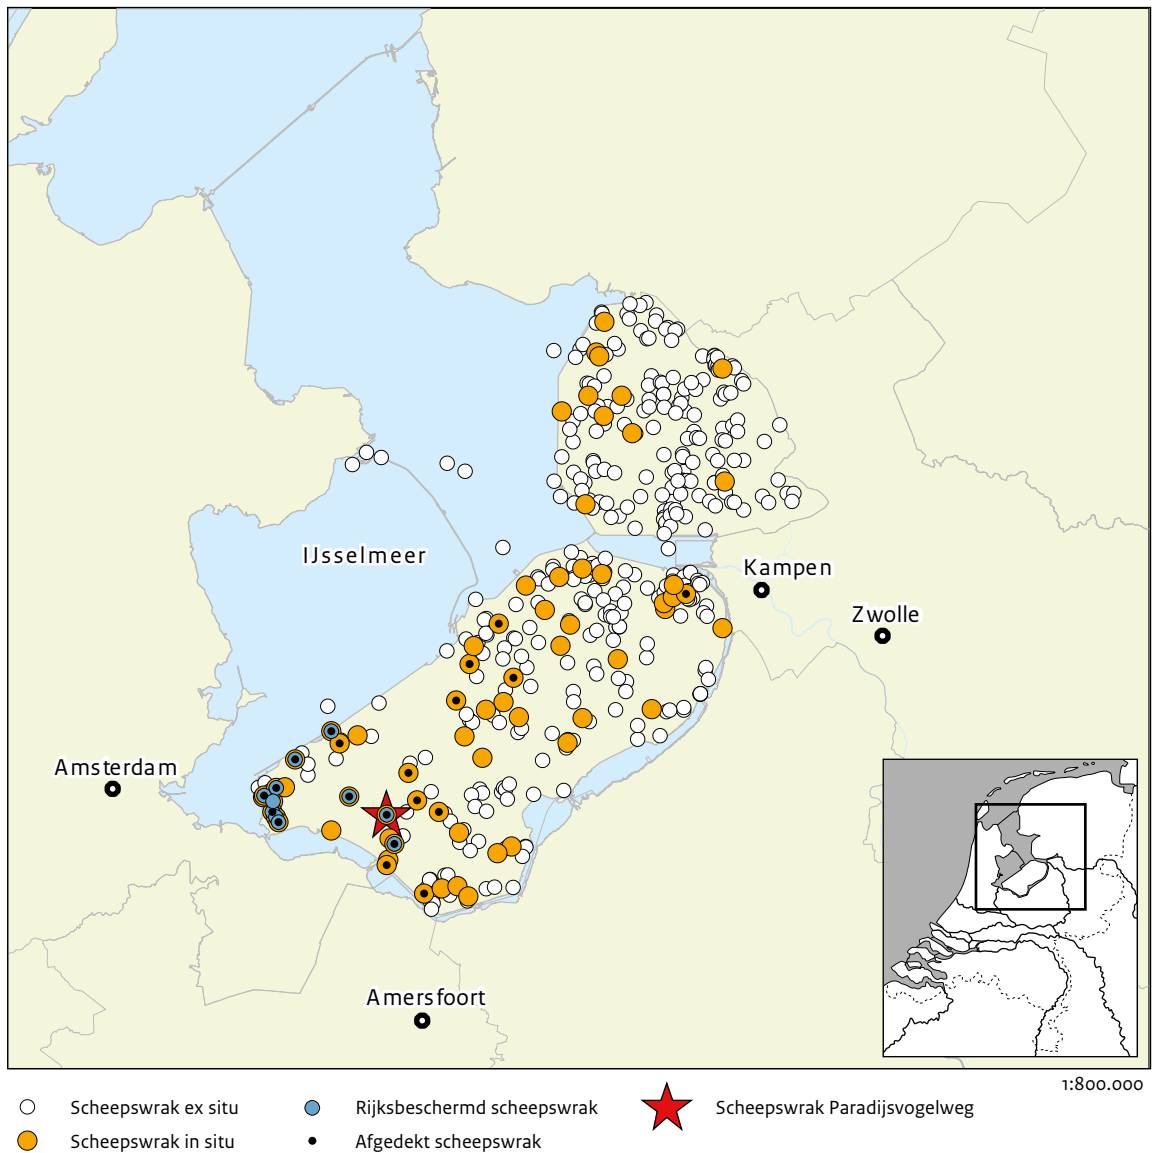 IJsselmeer
Kampen
Zwolle
Amsterdam
Amersfoort
1:800.000
Scheepswrak ex situ
Rijksbeschermd scheepswrak
Scheepswrak Paradijsvogelweg
Scheepswrak in situ
Afgedekt scheepswrak